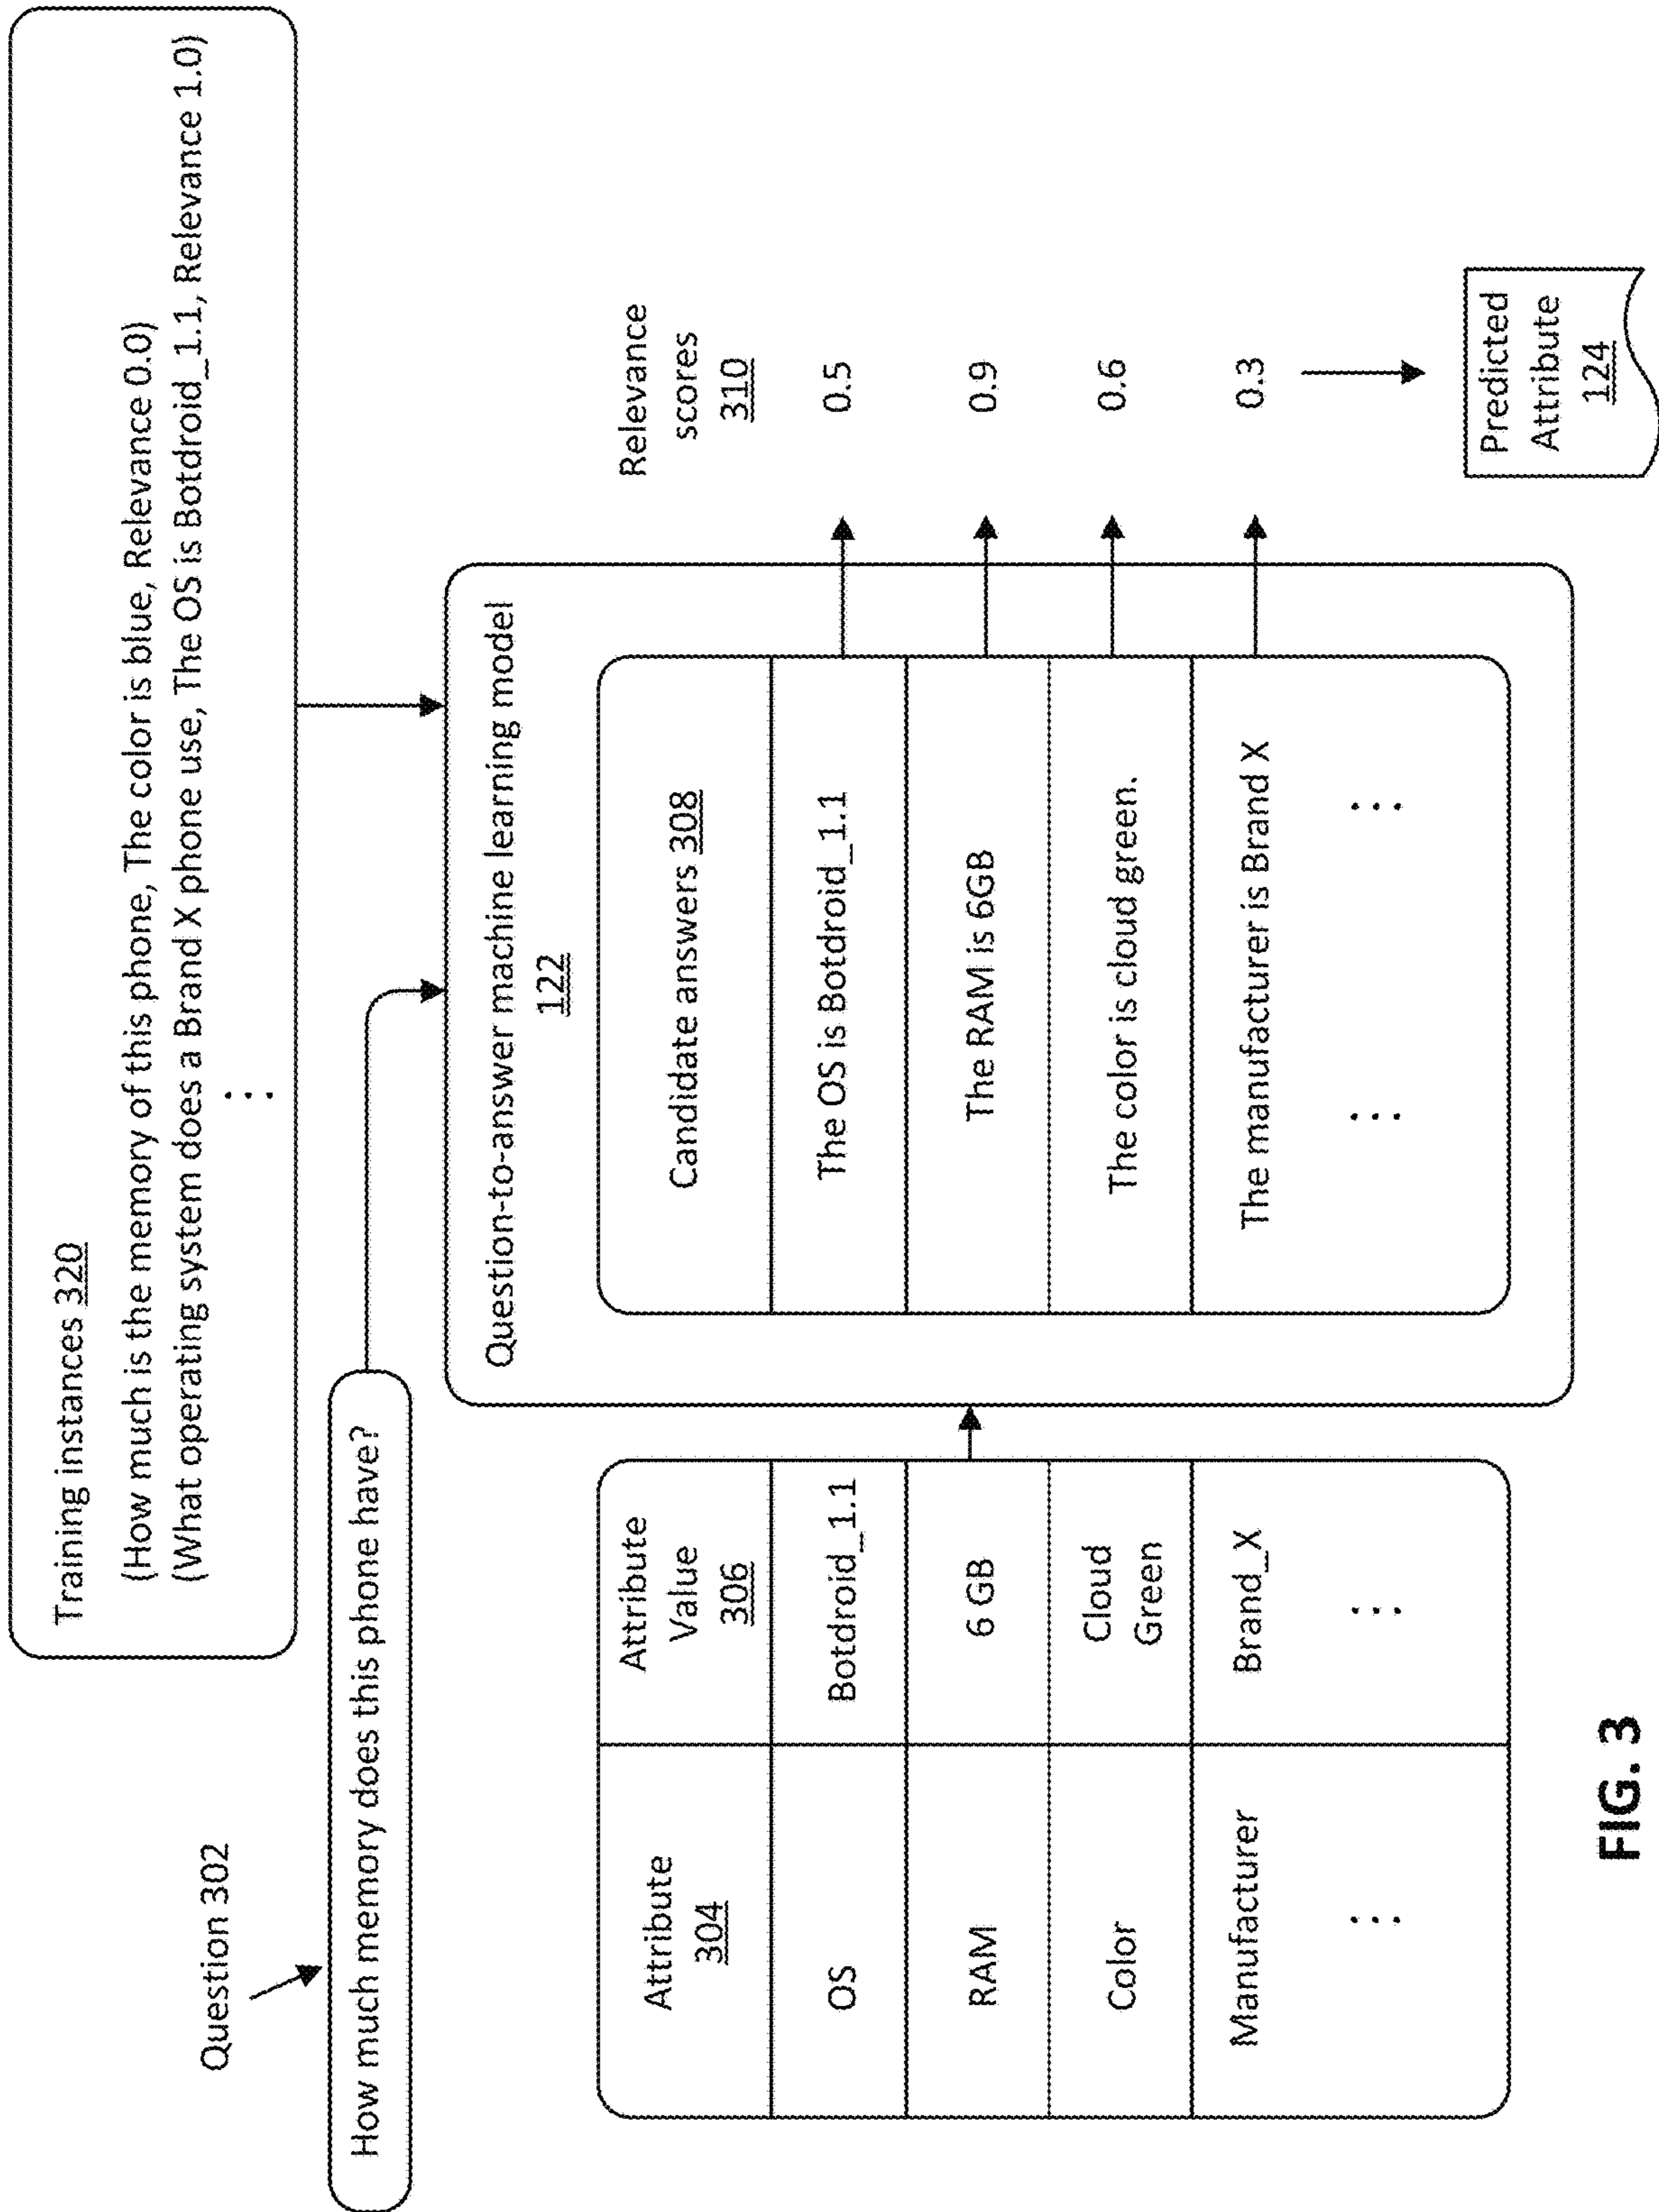 Training instances 320
(How much is the memory of this phone, The color is blue, Relevance 0.0)
(What operating system does a Brand X phone use, The OS is Botdroid_1.1, Relevance 1.0)
⋮
Question 302
How much memory does this phone have?
Question-to-answer machine learning model
122
Attribute
304
Attribute
Value
306
Candidate answers 308
Relevance
scores
310
OS
Botdroid_1.1
The OS is Botdroid_1.1
0.5
RAM
6 GB
The RAM is 6GB
0.9
Color
Cloud
Green
The color is cloud green.
0.6
Manufacturer
Brand_X
The manufacturer is Brand X
0.3
⋮
⋮
⋮
⋮
Predicted
Attribute
124
FIG. 3